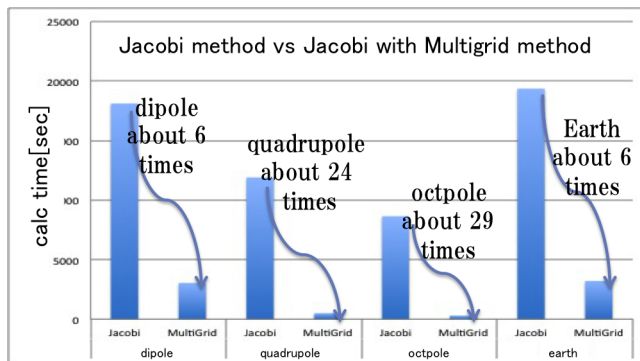 Jacobi method vs Jacobi with Multigrid method
calc time[sec]
25000
20000
000
000
5000
0
dipole
about 6
times
quadrupole
about 24
times
octpole
about 29
times
Earth
about 6
times
Jacobi MultiGrid Jacobi MultiGrid Jacobi MultiGrid Jacobi MultiGrid
dipole quadrupole octpole earth